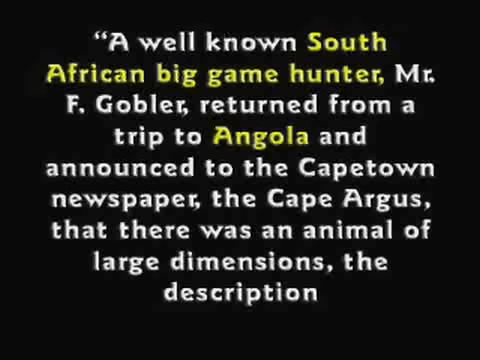 “A well known South
African big game hunter, Mr.
F. Gobler, returned from a
trip to Angola and
announced to the Capetown
newspaper, the Cape Argus,
that there was an animal of
large dimensions, the
description